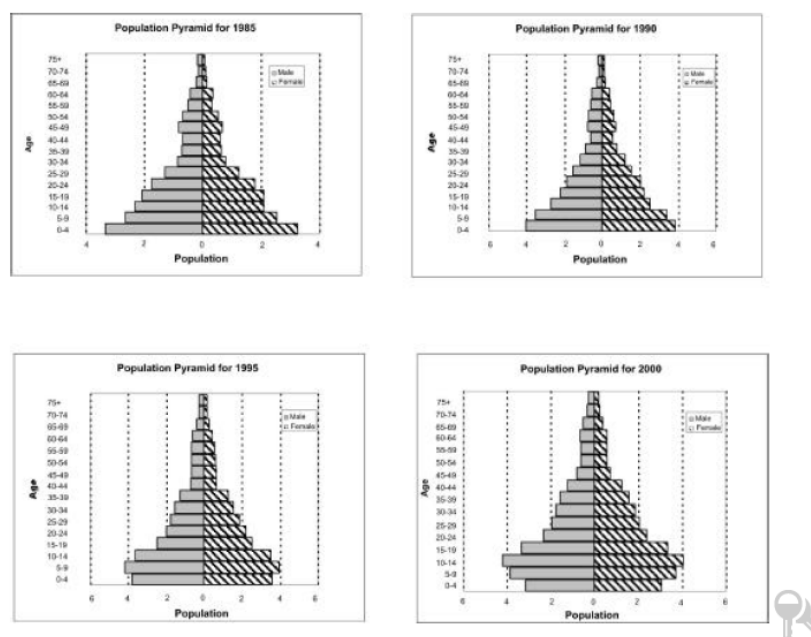 Population Pyramid for 1985
75+
70-74
65-69
60-64
55-59
50-54
45-49
40-44
35-39
30-34
25-29
20-24
15-19
10-14
5-9
0-4
Age
Male
Female
4 2 0 2 4
Population
Population Pyramid for 1990
75+
70-74
65-69
60-64
55-59
50-54
45-49
40-44
35-39
30-34
25-29
20-24
15-19
10-14
5-9
0-4
Age
Male
Female
6 4 2 0 2 4 6
Population
Population Pyramid for 1995
75+
70-74
65-69
60-64
55-59
50-54
45-49
40-44
35-39
30-34
25-29
20-24
15-19
10-14
5-9
0-4
Age
Male
Female
6 4 2 0 2 4 6
Population
Population Pyramid for 2000
75+
70-74
65-69
60-64
55-59
50-54
45-49
40-44
35-39
30-34
25-29
20-24
15-19
10-14
5-9
0-4
Age
Male
Female
6 4 2 0 2 4 6
Population